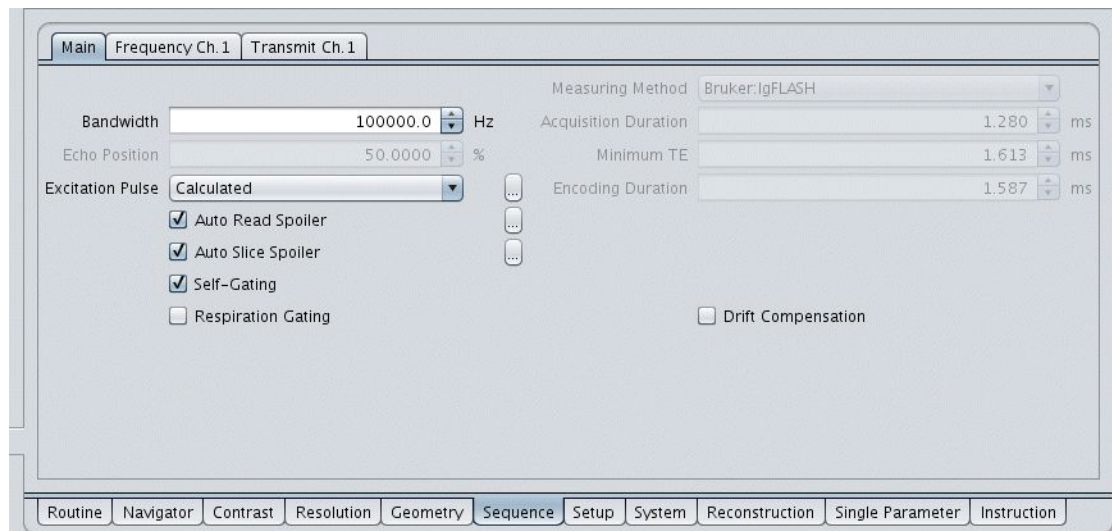 Main Frequency Ch.1 Transmit Ch.1
Measuring Method Bruker:IgFLASH
Bandwidth 100000.0 Hz Acquisition Duration 1.280 ms
Echo Position 50.0000 % Minimum TE 1.613 ms
Excitation Pulse Calculated ... Encoding Duration 1.587 ms
Auto Read Spoiler ...
Auto Slice Spoiler ...
Self-Gating
Respiration Gating Drift Compensation
Routine Navigator Contrast Resolution Geometry Sequence Setup System Reconstruction Single Parameter Instruction